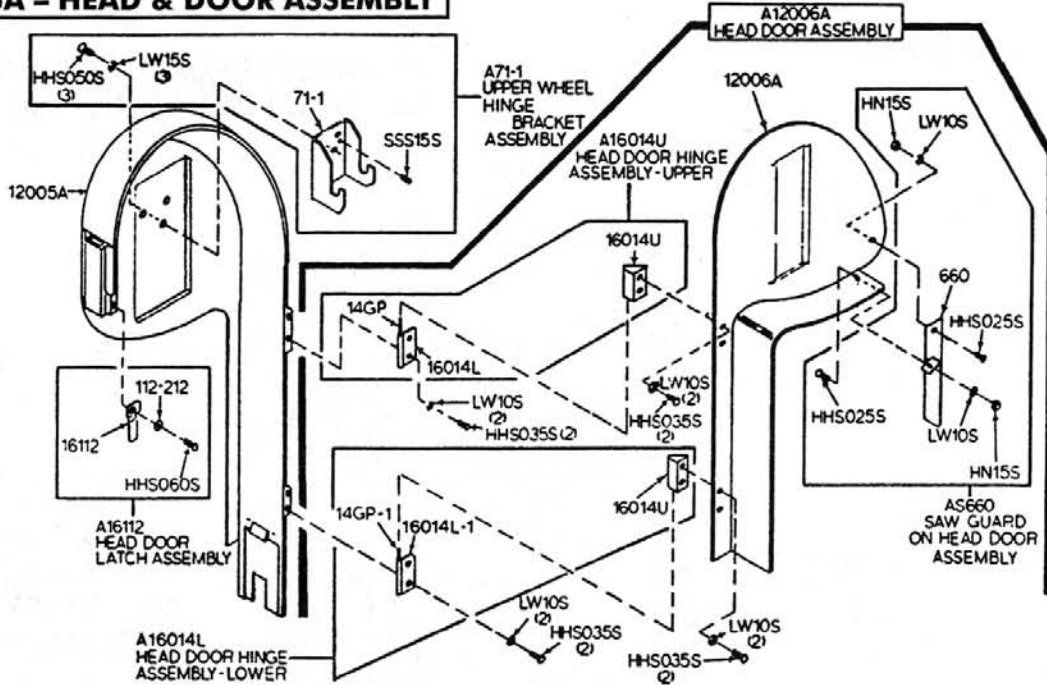 A – HEAD & DOOR ASSEMBLY
A12006A
HEAD DOOR ASSEMBLY
HHS050S
(3)
LW15S
(3)
71-1
SSS15S
A71-1
UPPER WHEEL
HINGE
BRACKET
ASSEMBLY
12005A
12006A
HN15S
LW10S
A16014U
HEAD DOOR HINGE
ASSEMBLY-UPPER
16014U
14GP
16014L
LW10S
(2)
HHS035S (2)
LW10S
(2)
HHS035S
(2)
660
HHS025S
HHS025S
LW10S
HN15S
112-212
16112
HHS060S
A16112
HEAD DOOR
LATCH ASSEMBLY
AS660
SAW GUARD
ON HEAD DOOR
ASSEMBLY
16014U
14GP-1
16014L-1
LW10S
(2)
HHS035S
(2)
LW10S
(2)
HHS035S
(2)
A16014L
HEAD DOOR HINGE
ASSEMBLY-LOWER